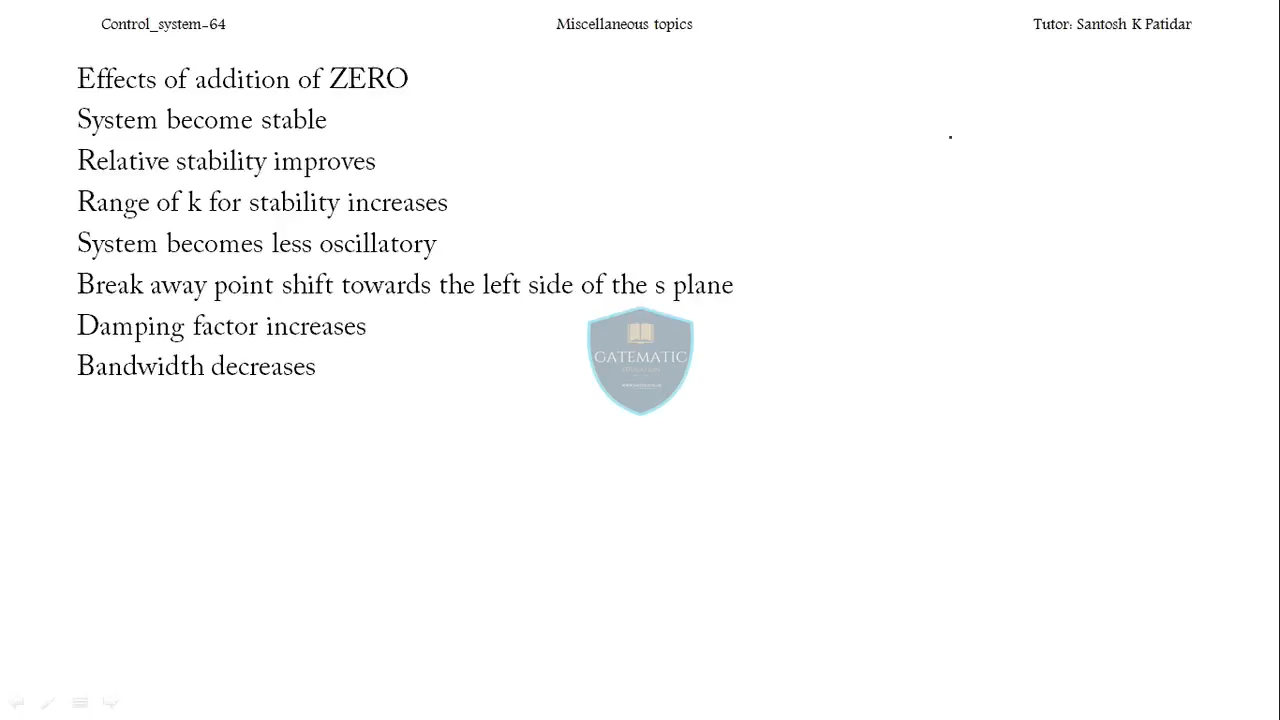 Control_system-64 Miscellaneous topics Tutor: Santosh K Patidar
Effects of addition of ZERO
System become stable
Relative stability improves
Range of k for stability increases
System becomes less oscillatory
Break away point shift towards the left side of the s plane
Damping factor increases
Bandwidth decreases
GATEMATIC